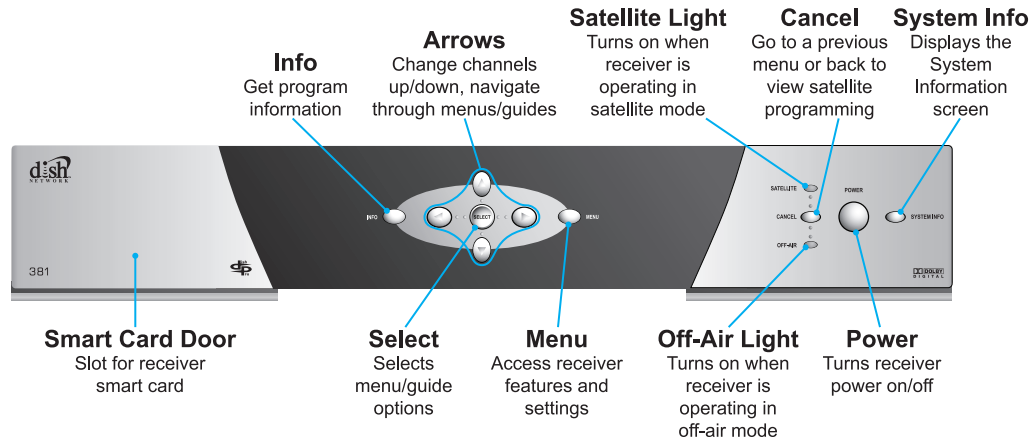 Info
Get program
information
Arrows
Change channels
up/down, navigate
through menus/guides
Satellite Light
Turns on when
receiver is
operating in
satellite mode
Cancel
Go to a previous
menu or back to
view satellite
programming
System Info
Displays the
System
Information
screen
dish
NETWORK
381
dish
pro
INFO
SELECT
MENU
SATELLITE
CANCEL
OFF-AIR
POWER
SYSTEM INFO
DOLBY
DIGITAL
Smart Card Door
Slot for receiver
smart card
Select
Selects
menu/guide
options
Menu
Access receiver
features and
settings
Off-Air Light
Turns on when
receiver is
operating in
off-air mode
Power
Turns receiver
power on/off